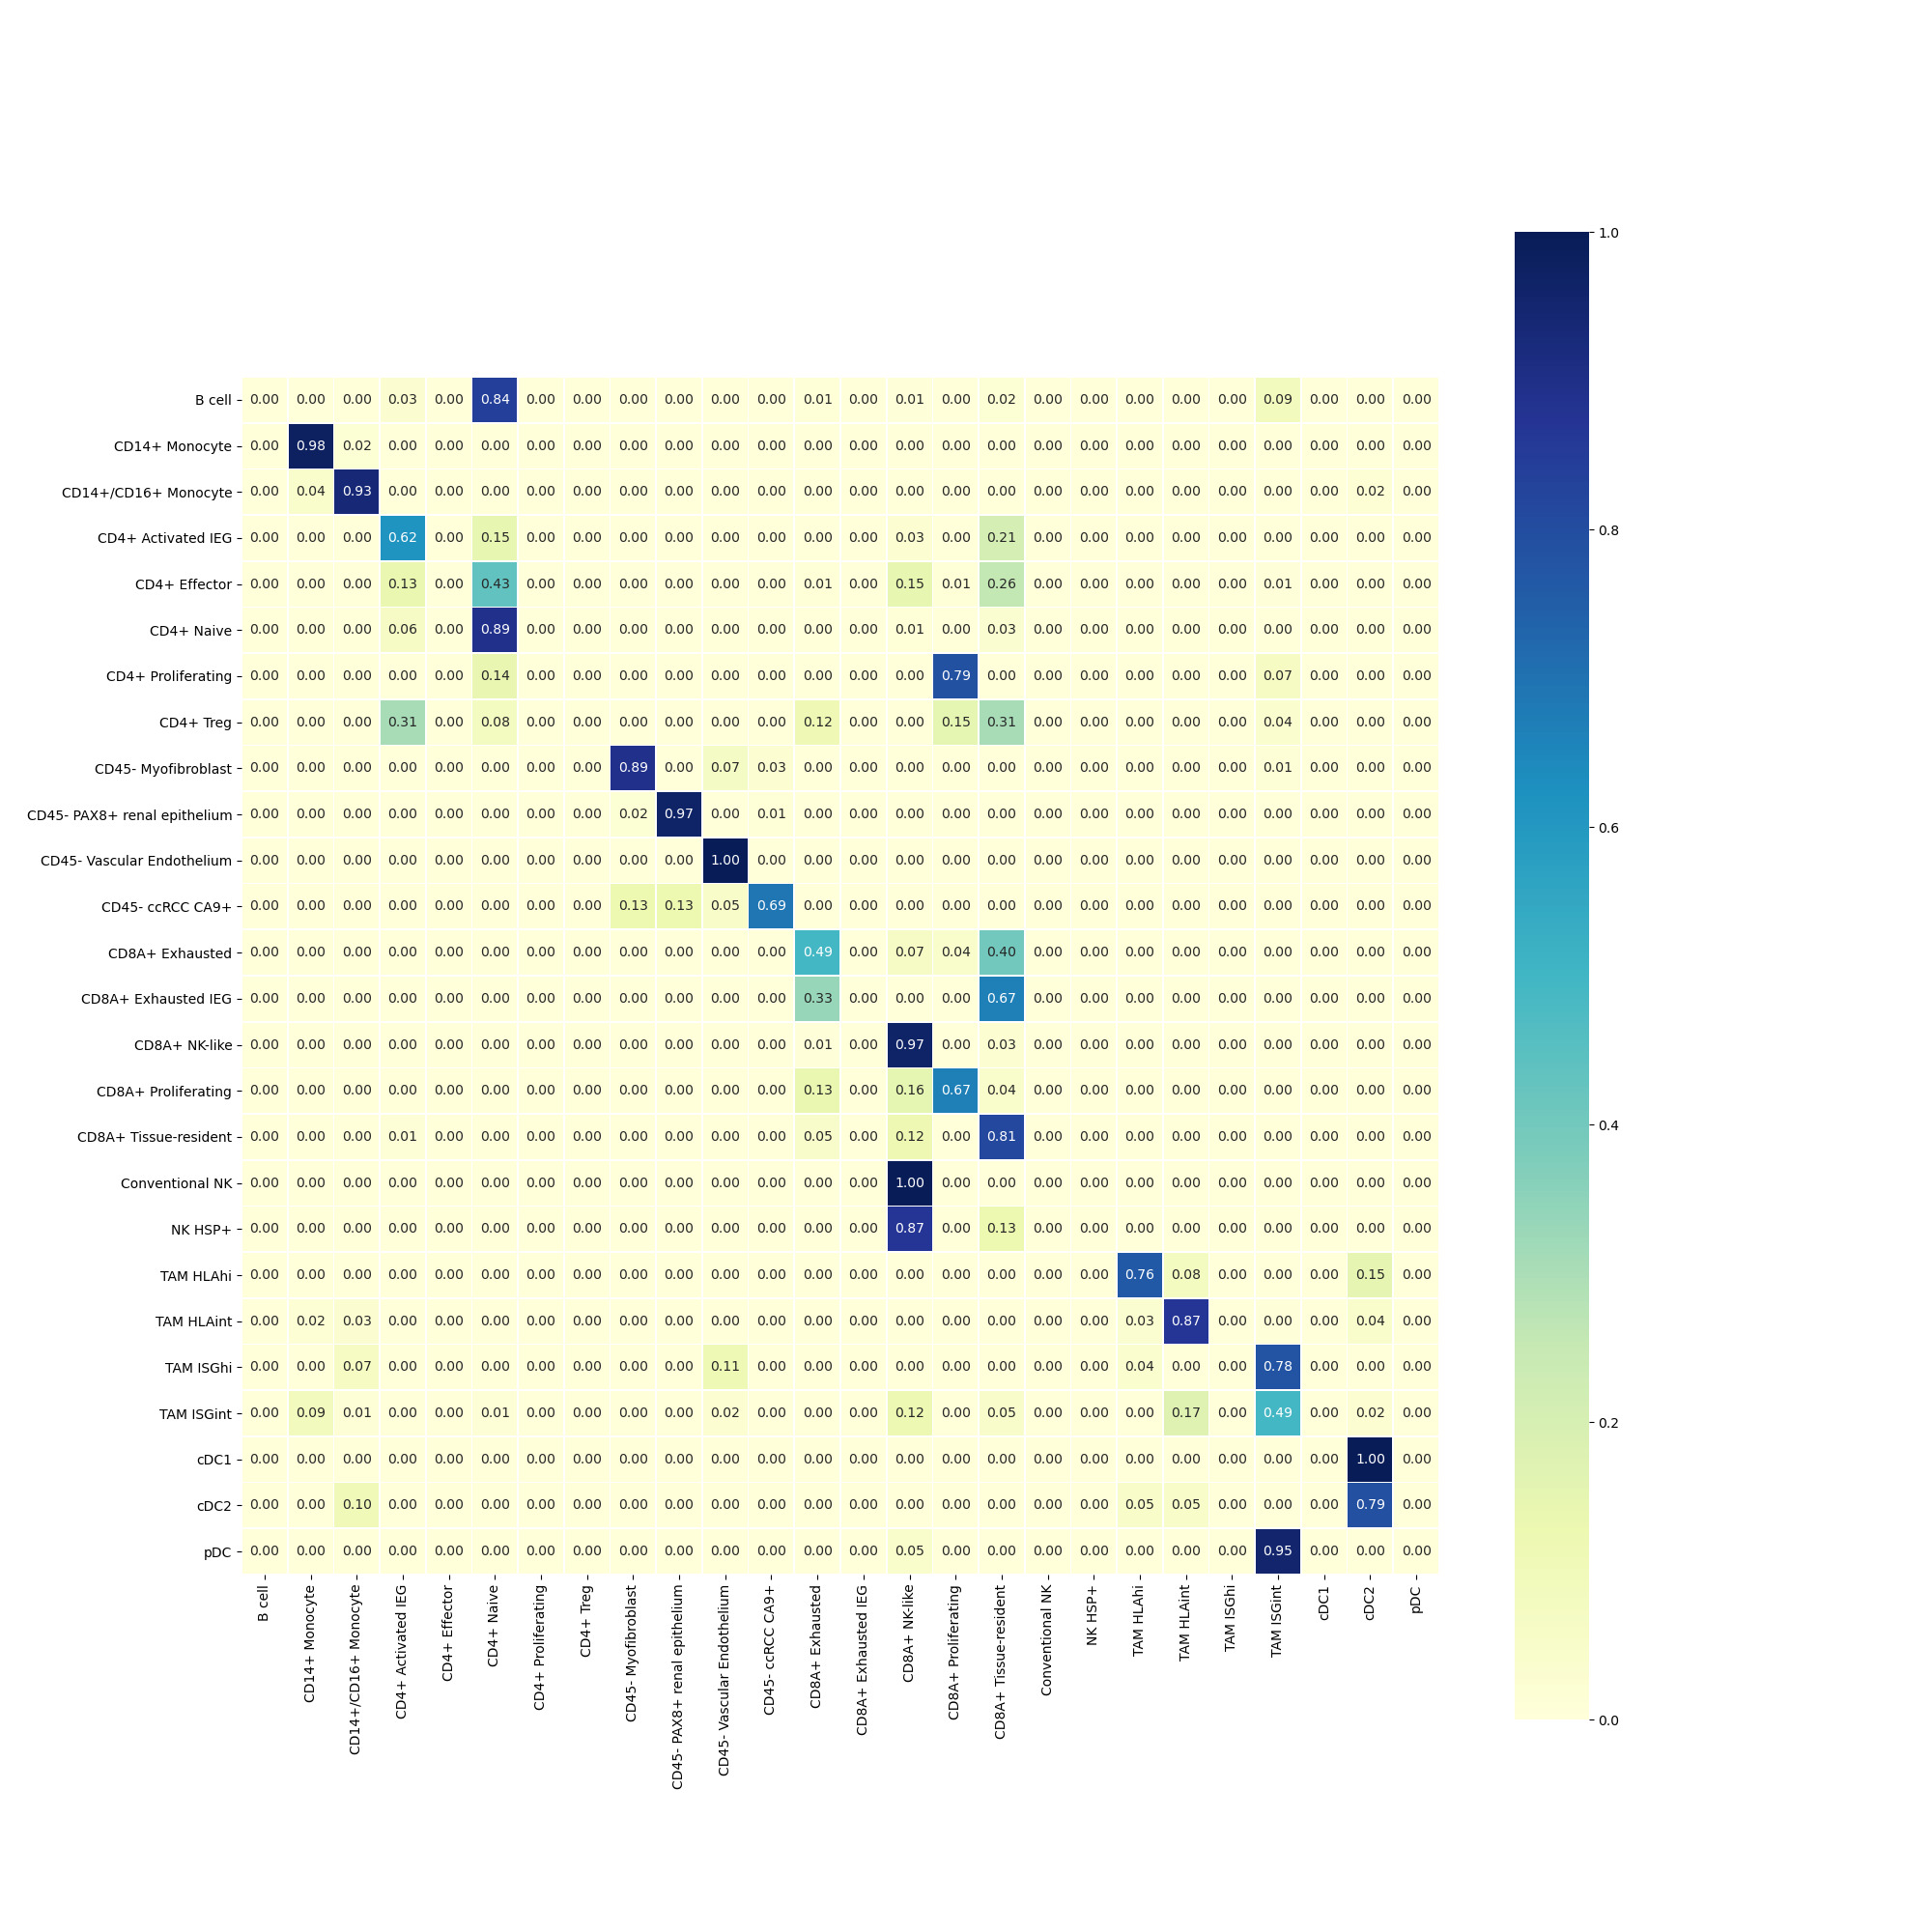 B cell 0.00 0.00 0.00 0.03 0.00 0.84 0.00 0.00 0.00 0.00 0.00 0.00 0.01 0.00 0.01 0.00 0.02 0.00 0.00 0.00 0.00 0.00 0.09 0.00 0.00 0.00
CD14+ Monocyte 0.00 0.98 0.02 0.00 0.00 0.00 0.00 0.00 0.00 0.00 0.00 0.00 0.00 0.00 0.00 0.00 0.00 0.00 0.00 0.00 0.00 0.00 0.00 0.00 0.00 0.00
CD14+/CD16+ Monocyte 0.00 0.04 0.93 0.00 0.00 0.00 0.00 0.00 0.00 0.00 0.00 0.00 0.00 0.00 0.00 0.00 0.00 0.00 0.00 0.00 0.00 0.00 0.00 0.00 0.02 0.00
CD4+ Activated IEG 0.00 0.00 0.00 0.62 0.00 0.15 0.00 0.00 0.00 0.00 0.00 0.00 0.00 0.00 0.03 0.00 0.21 0.00 0.00 0.00 0.00 0.00 0.00 0.00 0.00 0.00
CD4+ Effector 0.00 0.00 0.00 0.13 0.00 0.43 0.00 0.00 0.00 0.00 0.00 0.00 0.01 0.00 0.15 0.01 0.26 0.00 0.00 0.00 0.00 0.00 0.01 0.00 0.00 0.00
CD4+ Naive 0.00 0.00 0.00 0.06 0.00 0.89 0.00 0.00 0.00 0.00 0.00 0.00 0.00 0.00 0.01 0.00 0.03 0.00 0.00 0.00 0.00 0.00 0.00 0.00 0.00 0.00
CD4+ Proliferating 0.00 0.00 0.00 0.00 0.00 0.14 0.00 0.00 0.00 0.00 0.00 0.00 0.00 0.00 0.00 0.79 0.00 0.00 0.00 0.00 0.00 0.00 0.07 0.00 0.00 0.00
CD4+ Treg 0.00 0.00 0.00 0.31 0.00 0.08 0.00 0.00 0.00 0.00 0.00 0.00 0.12 0.00 0.00 0.15 0.31 0.00 0.00 0.00 0.00 0.00 0.04 0.00 0.00 0.00
CD45- Myofibroblast 0.00 0.00 0.00 0.00 0.00 0.00 0.00 0.00 0.89 0.00 0.07 0.03 0.00 0.00 0.00 0.00 0.00 0.00 0.00 0.00 0.00 0.00 0.01 0.00 0.00 0.00
CD45- PAX8+ renal epithelium 0.00 0.00 0.00 0.00 0.00 0.00 0.00 0.00 0.02 0.97 0.00 0.01 0.00 0.00 0.00 0.00 0.00 0.00 0.00 0.00 0.00 0.00 0.00 0.00 0.00 0.00
CD45- Vascular Endothelium 0.00 0.00 0.00 0.00 0.00 0.00 0.00 0.00 0.00 0.00 1.00 0.00 0.00 0.00 0.00 0.00 0.00 0.00 0.00 0.00 0.00 0.00 0.00 0.00 0.00 0.00
CD45- ccRCC CA9+ 0.00 0.00 0.00 0.00 0.00 0.00 0.00 0.00 0.13 0.13 0.05 0.69 0.00 0.00 0.00 0.00 0.00 0.00 0.00 0.00 0.00 0.00 0.00 0.00 0.00 0.00
CD8A+ Exhausted 0.00 0.00 0.00 0.00 0.00 0.00 0.00 0.00 0.00 0.00 0.00 0.00 0.49 0.00 0.07 0.04 0.40 0.00 0.00 0.00 0.00 0.00 0.00 0.00 0.00 0.00
CD8A+ Exhausted IEG 0.00 0.00 0.00 0.00 0.00 0.00 0.00 0.00 0.00 0.00 0.00 0.00 0.33 0.00 0.00 0.00 0.67 0.00 0.00 0.00 0.00 0.00 0.00 0.00 0.00 0.00
CD8A+ NK-like 0.00 0.00 0.00 0.00 0.00 0.00 0.00 0.00 0.00 0.00 0.00 0.00 0.01 0.00 0.97 0.00 0.03 0.00 0.00 0.00 0.00 0.00 0.00 0.00 0.00 0.00
CD8A+ Proliferating 0.00 0.00 0.00 0.00 0.00 0.00 0.00 0.00 0.00 0.00 0.00 0.00 0.13 0.00 0.16 0.67 0.04 0.00 0.00 0.00 0.00 0.00 0.00 0.00 0.00 0.00
CD8A+ Tissue-resident 0.00 0.00 0.00 0.01 0.00 0.00 0.00 0.00 0.00 0.00 0.00 0.00 0.05 0.00 0.12 0.00 0.81 0.00 0.00 0.00 0.00 0.00 0.00 0.00 0.00 0.00
Conventional NK 0.00 0.00 0.00 0.00 0.00 0.00 0.00 0.00 0.00 0.00 0.00 0.00 0.00 0.00 1.00 0.00 0.00 0.00 0.00 0.00 0.00 0.00 0.00 0.00 0.00 0.00
NK HSP+ 0.00 0.00 0.00 0.00 0.00 0.00 0.00 0.00 0.00 0.00 0.00 0.00 0.00 0.00 0.87 0.00 0.13 0.00 0.00 0.00 0.00 0.00 0.00 0.00 0.00 0.00
TAM HLAhi 0.00 0.00 0.00 0.00 0.00 0.00 0.00 0.00 0.00 0.00 0.00 0.00 0.00 0.00 0.00 0.00 0.00 0.00 0.00 0.76 0.08 0.00 0.00 0.00 0.15 0.00
TAM HLAint 0.00 0.02 0.03 0.00 0.00 0.00 0.00 0.00 0.00 0.00 0.00 0.00 0.00 0.00 0.00 0.00 0.00 0.00 0.00 0.03 0.87 0.00 0.00 0.00 0.04 0.00
TAM ISGhi 0.00 0.00 0.07 0.00 0.00 0.00 0.00 0.00 0.00 0.00 0.11 0.00 0.00 0.00 0.00 0.00 0.00 0.00 0.00 0.04 0.00 0.00 0.78 0.00 0.00 0.00
TAM ISGint 0.00 0.09 0.01 0.00 0.00 0.01 0.00 0.00 0.00 0.00 0.02 0.00 0.00 0.00 0.12 0.00 0.05 0.00 0.00 0.00 0.17 0.00 0.49 0.00 0.02 0.00
cDC1 0.00 0.00 0.00 0.00 0.00 0.00 0.00 0.00 0.00 0.00 0.00 0.00 0.00 0.00 0.00 0.00 0.00 0.00 0.00 0.00 0.00 0.00 0.00 0.00 1.00 0.00
cDC2 0.00 0.00 0.10 0.00 0.00 0.00 0.00 0.00 0.00 0.00 0.00 0.00 0.00 0.00 0.00 0.00 0.00 0.00 0.00 0.05 0.05 0.00 0.00 0.00 0.79 0.00
pDC 0.00 0.00 0.00 0.00 0.00 0.00 0.00 0.00 0.00 0.00 0.00 0.00 0.00 0.00 0.05 0.00 0.00 0.00 0.00 0.00 0.00 0.00 0.95 0.00 0.00 0.00
B cell
CD14+ Monocyte
CD14+/CD16+ Monocyte
CD4+ Activated IEG
CD4+ Effector
CD4+ Naive
CD4+ Proliferating
CD4+ Treg
CD45- Myofibroblast
CD45- PAX8+ renal epithelium
CD45- Vascular Endothelium
CD45- ccRCC CA9+
CD8A+ Exhausted
CD8A+ Exhausted IEG
CD8A+ NK-like
CD8A+ Proliferating
CD8A+ Tissue-resident
Conventional NK
NK HSP+
TAM HLAhi
TAM HLAint
TAM ISGhi
TAM ISGint
cDC1
cDC2
pDC
1.0
0.8
0.6
0.4
0.2
0.0